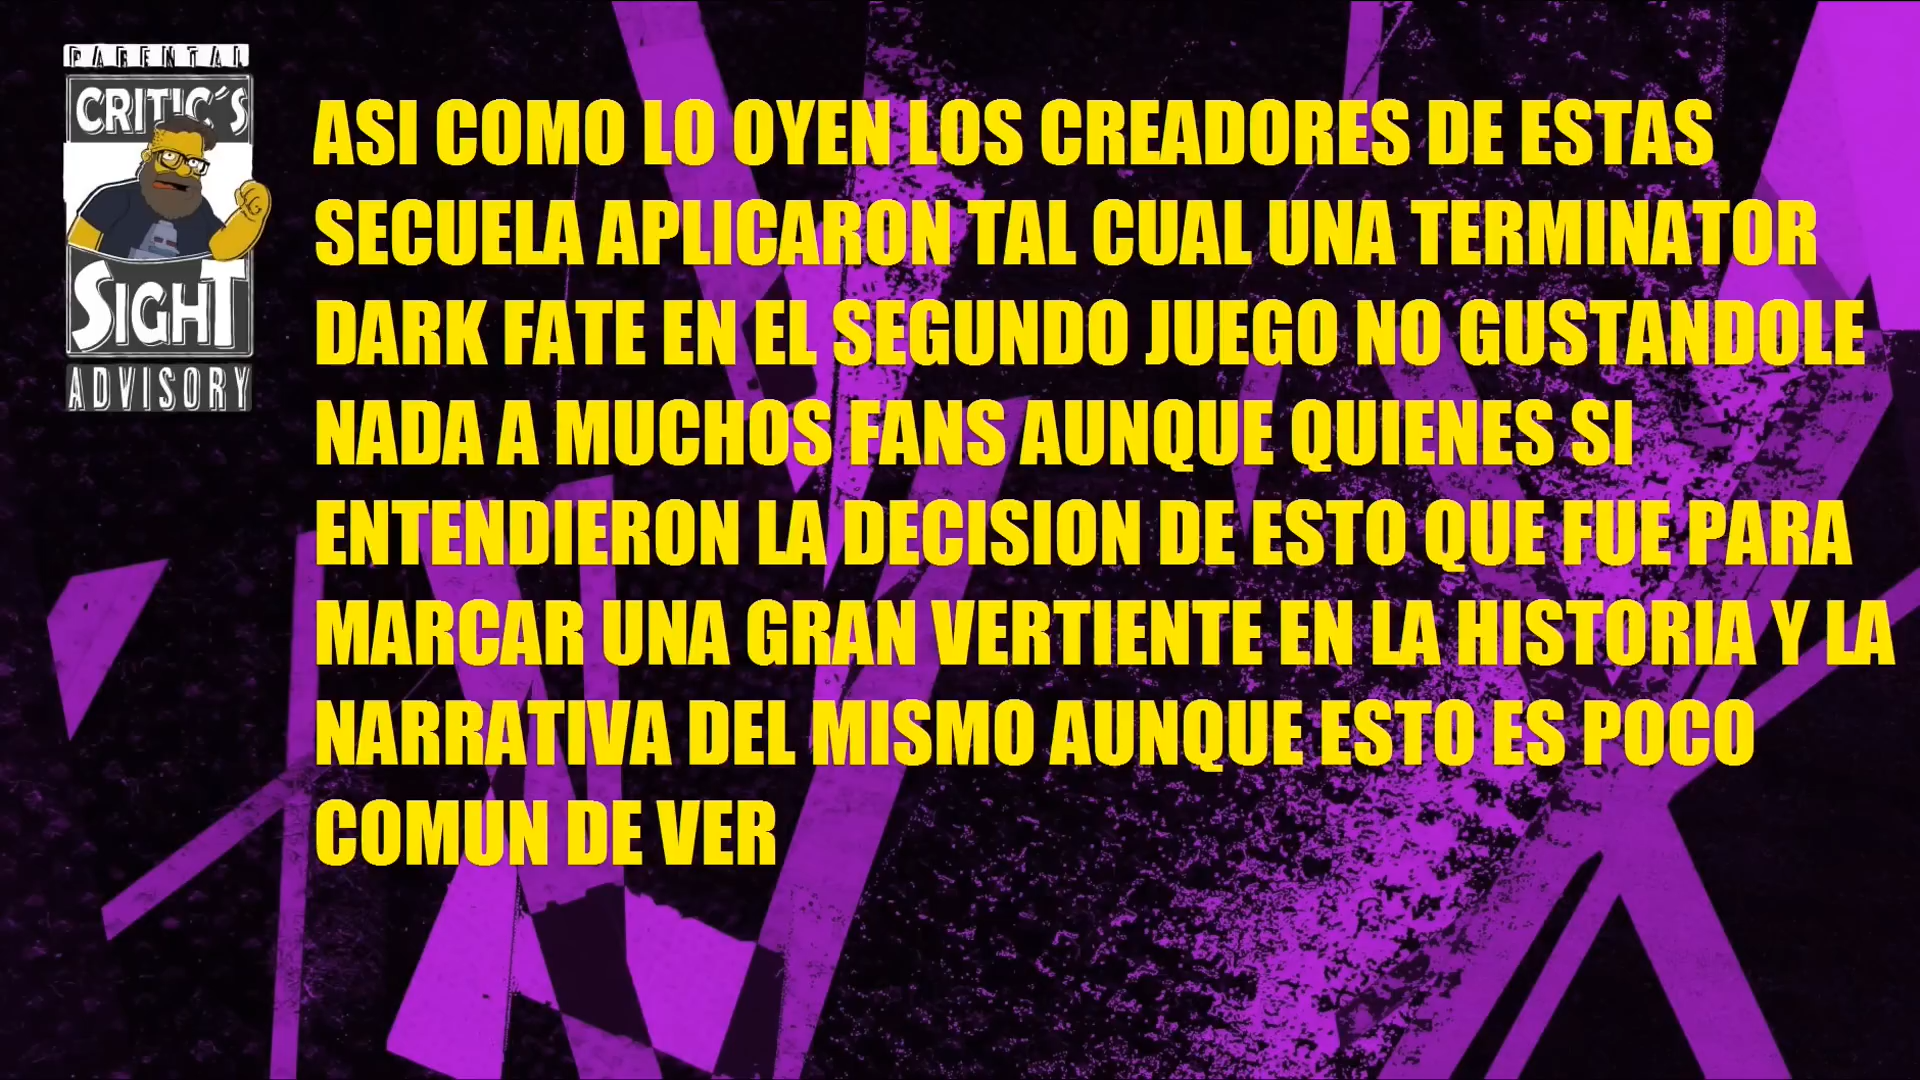 PARENTAL
CRITIC´S
SIGHT
ADVISORY
ASI COMO LO OYEN LOS CREADORES DE ESTAS
SECUELA APLICARON TAL CUAL UNA TERMINATOR
DARK FATE EN EL SEGUNDO JUEGO NO GUSTANDOLE
NADA A MUCHOS FANS AUNQUE QUIENES SI
ENTENDIERON LA DECISION DE ESTO QUE FUE PARA
MARCAR UNA GRAN VERTIENTE EN LA HISTORIA Y LA
NARRATIVA DEL MISMO AUNQUE ESTO ES POCO
COMUN DE VER